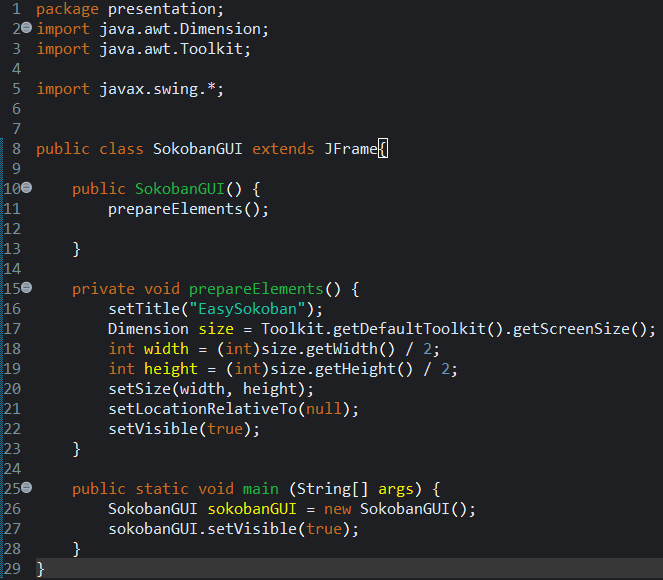 1 package presentation;
2 import java.awt.Dimension;
3 import java.awt.Toolkit;
4
5 import javax.swing.*;
6
7
8 public class SokobanGUI extends JFrame{
9
10     public SokobanGUI() {
11         prepareElements();
12
13     }
14
15     private void prepareElements() {
16         setTitle("EasySokoban");
17         Dimension size = Toolkit.getDefaultToolkit().getScreenSize();
18         int width = (int)size.getWidth() / 2;
19         int height = (int)size.getHeight() / 2;
20         setSize(width, height);
21         setLocationRelativeTo(null);
22         setVisible(true);
23     }
24
25     public static void main (String[] args) {
26         SokobanGUI sokobanGUI = new SokobanGUI();
27         sokobanGUI.setVisible(true);
28     }
29 }